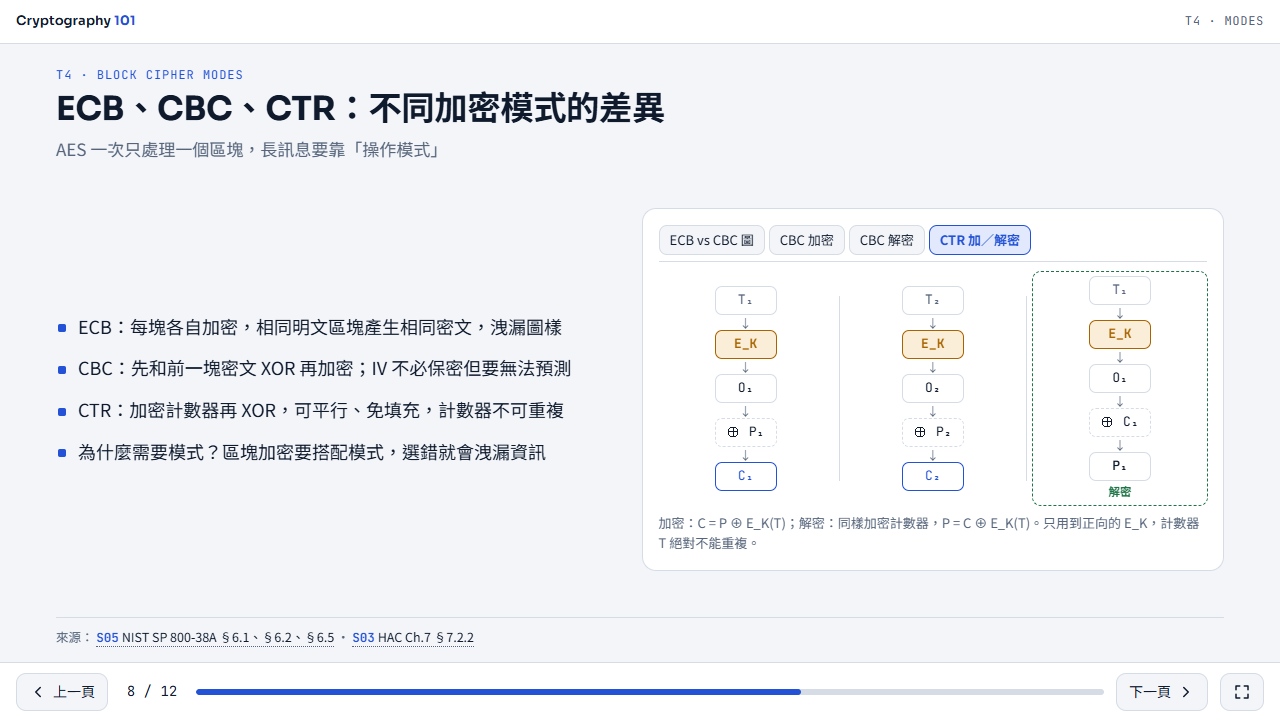 Cryptography 101
T4 · MODES
T4 · BLOCK CIPHER MODES
ECB、CBC、CTR：不同加密模式的差異
AES 一次只處理一個區塊，長訊息要靠「操作模式」
ECB：每塊各自加密，相同明文區塊產生相同密文，洩漏圖樣
CBC：先和前一塊密文 XOR 再加密；IV 不必保密但要無法預測
CTR：加密計數器再 XOR，可平行、免填充，計數器不可重複
為什麼需要模式？區塊加密要搭配模式，選錯就會洩漏資訊
ECB vs CBC 圖
CBC 加密
CBC 解密
CTR 加／解密
T₁
↓
E_K
↓
O₁
↓
⊕ P₁
↓
C₁
T₂
↓
E_K
↓
O₂
↓
⊕ P₂
↓
C₂
T₁
↓
E_K
↓
O₁
↓
⊕ C₁
↓
P₁
解密
加密：C = P ⊕ E_K(T)；解密：同樣加密計數器，P = C ⊕ E_K(T)。只用到正向的 E_K，計數器
T 絕對不能重複。
來源： S05 NIST SP 800-38A §6.1、§6.2、§6.5 · S03 HAC Ch.7 §7.2.2
上一頁
8 / 12
下一頁